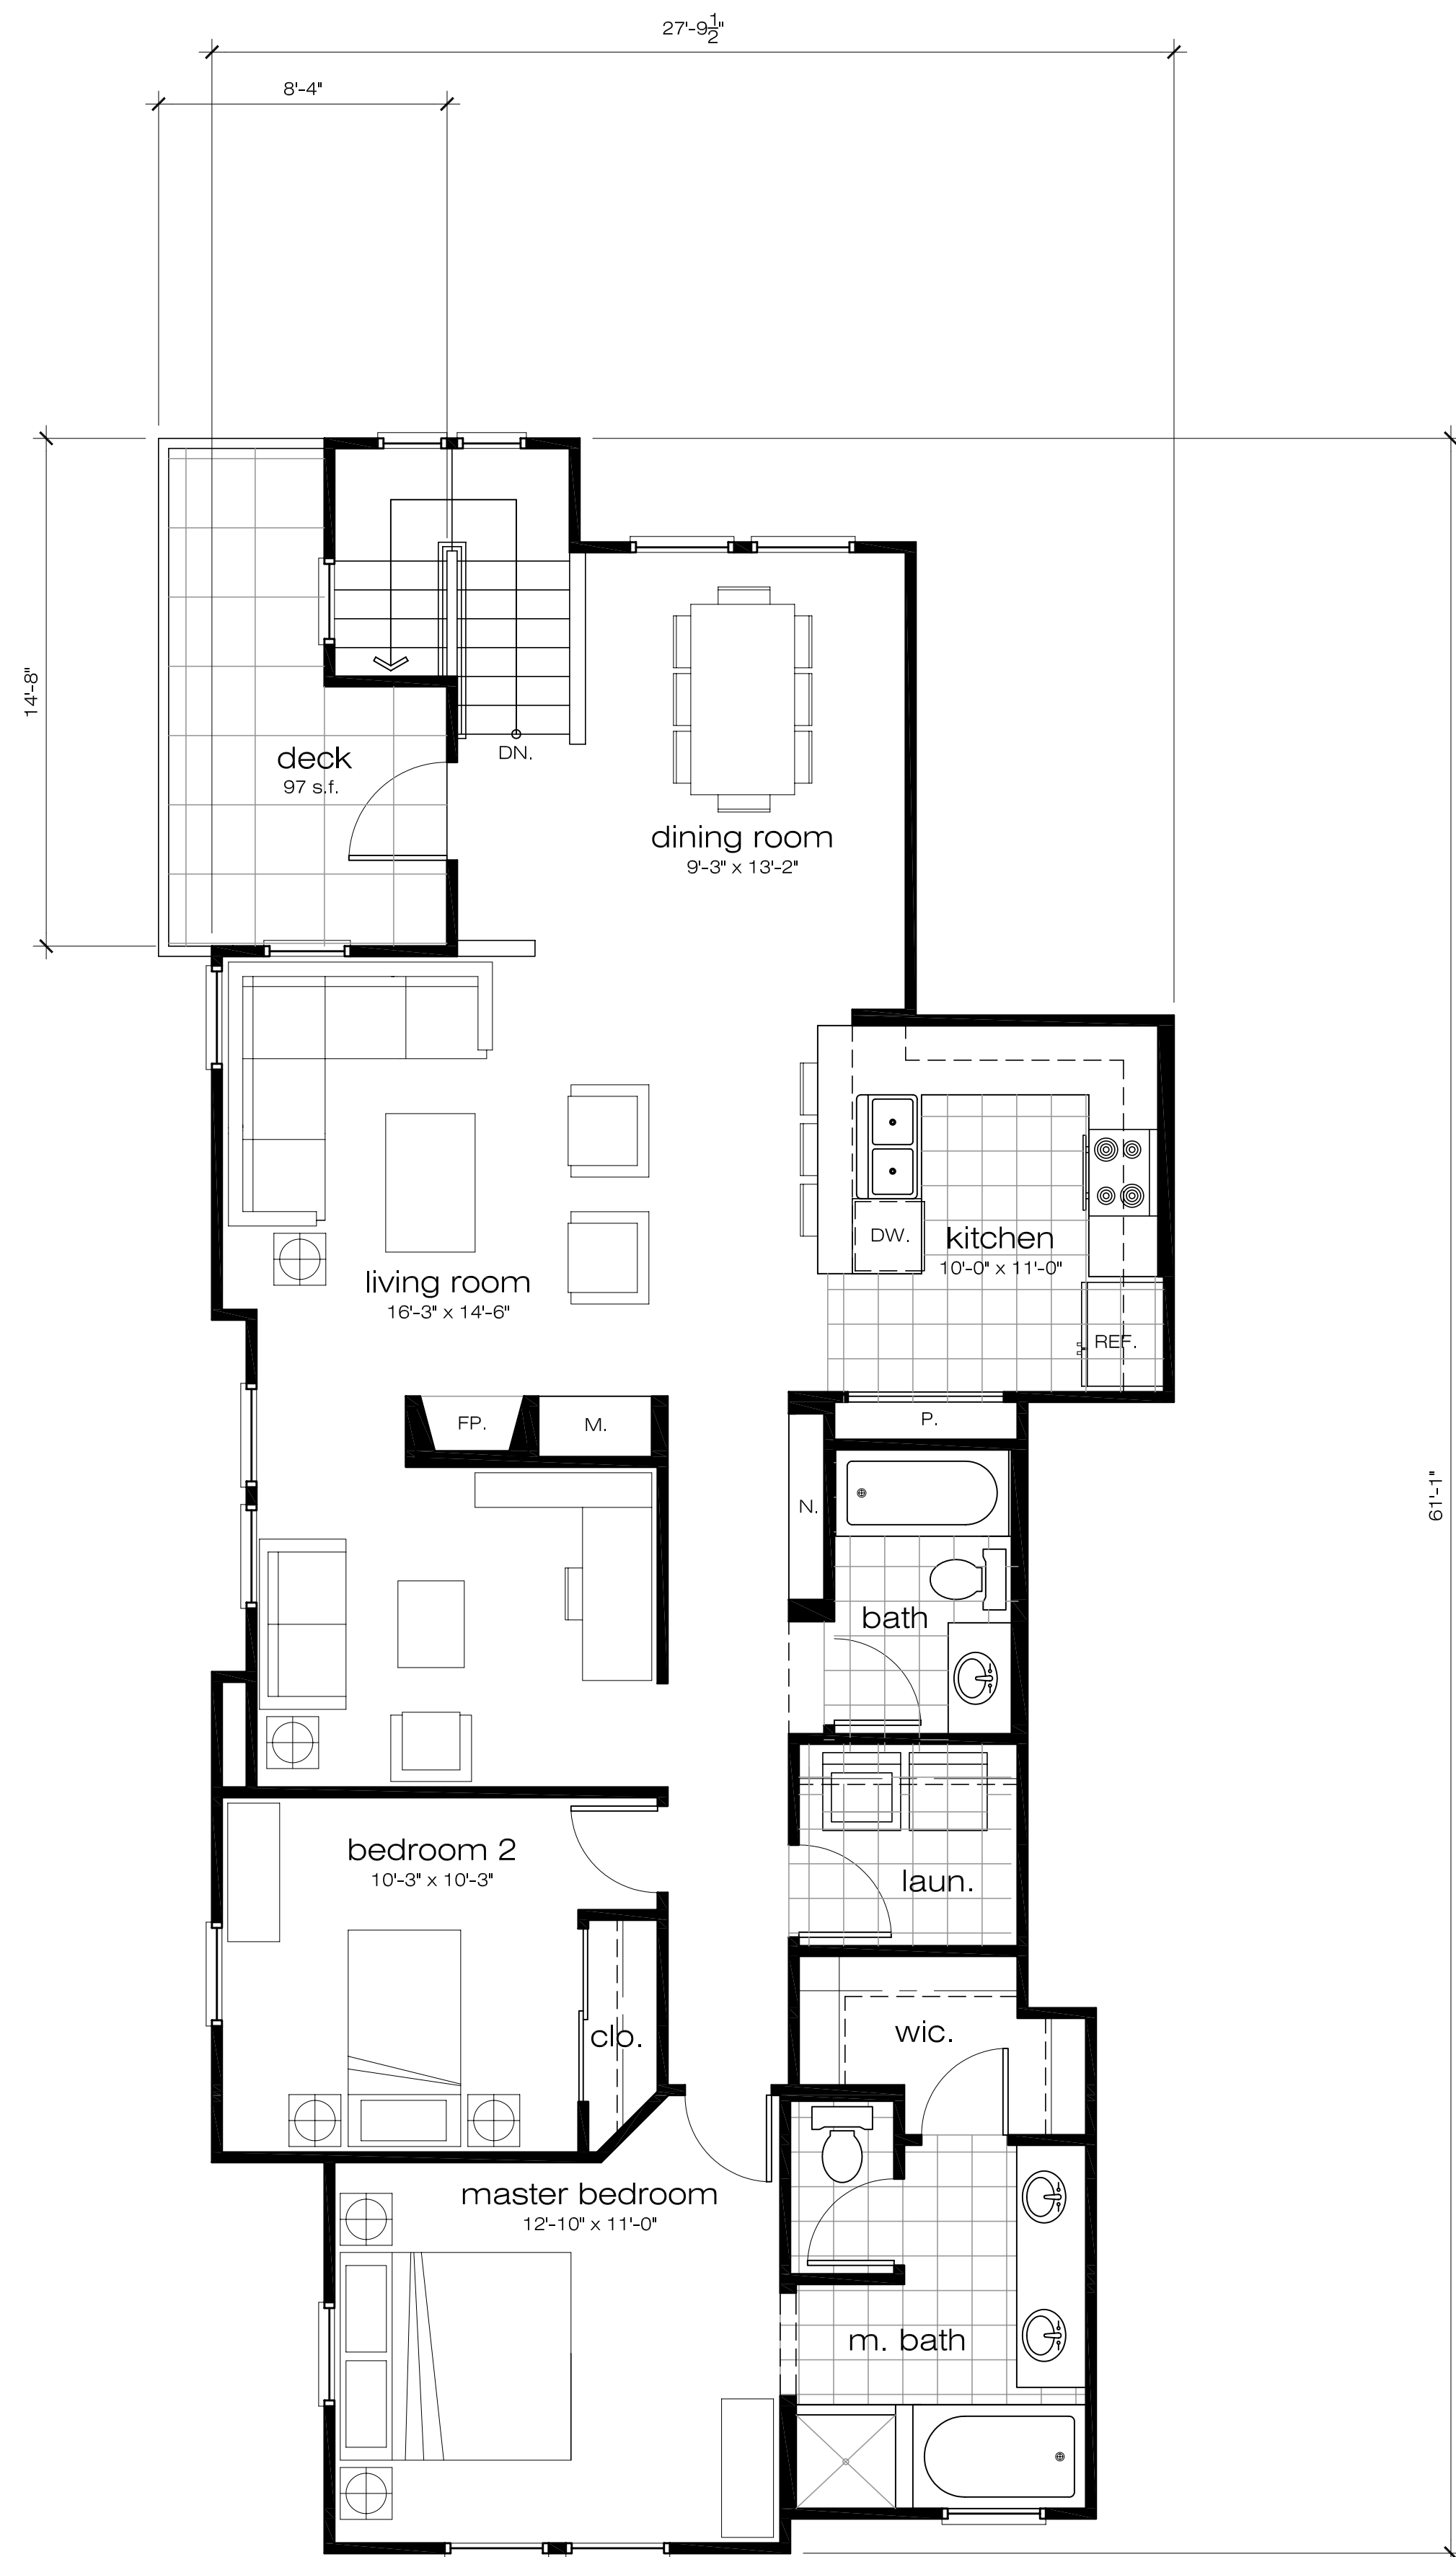 27'-9 1/2"
8'-4"
14'-8"
deck
97 s.f.
DN.
dining room
9'-3" x 13'-2"
DW.
kitchen
10'-0" x 11'-0"
living room
16'-3" x 14'-6"
REF.
FP.
M.
P.
N.
61'-1"
bath
bedroom 2
10'-3" x 10'-3"
laun.
clo.
wic.
master bedroom
12'-10" x 11'-0"
m. bath